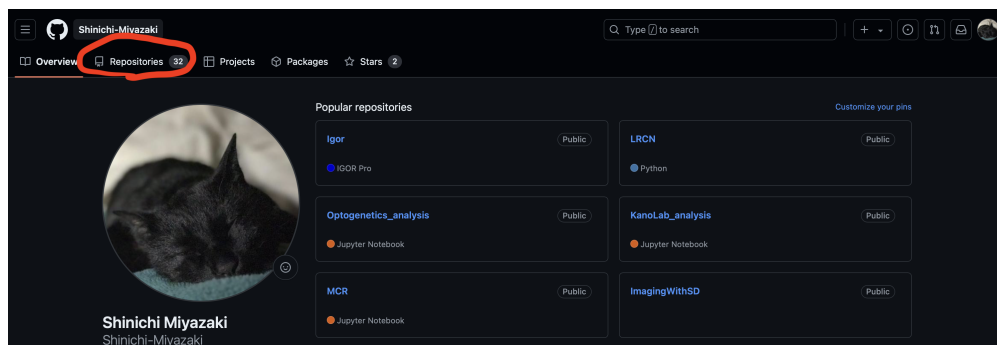 Shinichi-Miyazaki
Type / to search
Overview
Repositories 32
Projects
Packages
Stars 2
Popular repositories
Customize your pins
Igor
Public
IGOR Pro
LRCN
Public
Python
Optogenetics_analysis
Public
Jupyter Notebook
KanoLab_analysis
Public
Jupyter Notebook
MCR
Public
Jupyter Notebook
ImagingWithSD
Public
Shinichi Miyazaki
Shinichi-Miyazaki